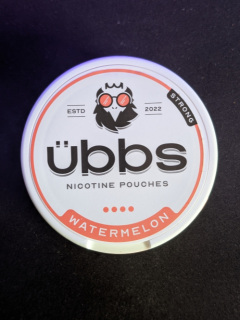 ESTD 2022
STRONG
übbs
NICOTINE POUCHES
WATERMELON